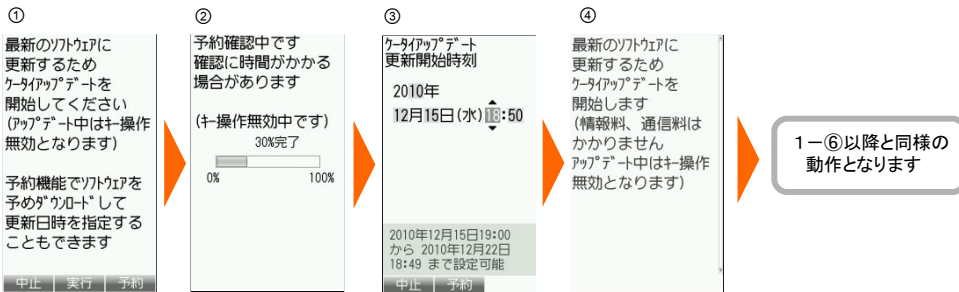 ①
最新のソフトウェアに
更新するため
ケータイアップデートを
開始してください
(アップデート中はキー操作
無効となります)
予約機能でソフトウェアを
予めダウンロードして
更新日時を指定する
こともできます
中止 実行 予約
②
予約確認中です
確認に時間がかかる
場合があります
(キー操作無効中です)
30%完了
0% 100%
③
ケータイアップデート
更新開始時刻
2010年
12月15日(水)18:50
2010年12月15日19:00
から 2010年12月22日
18:49 まで設定可能
中止 予約
④
最新のソフトウェアに
更新するため
ケータイアップデートを
開始します
(情報料、通信料は
かかりません
アップデート中はキー操作
無効となります)
1-⑥以降と同様の
動作となります